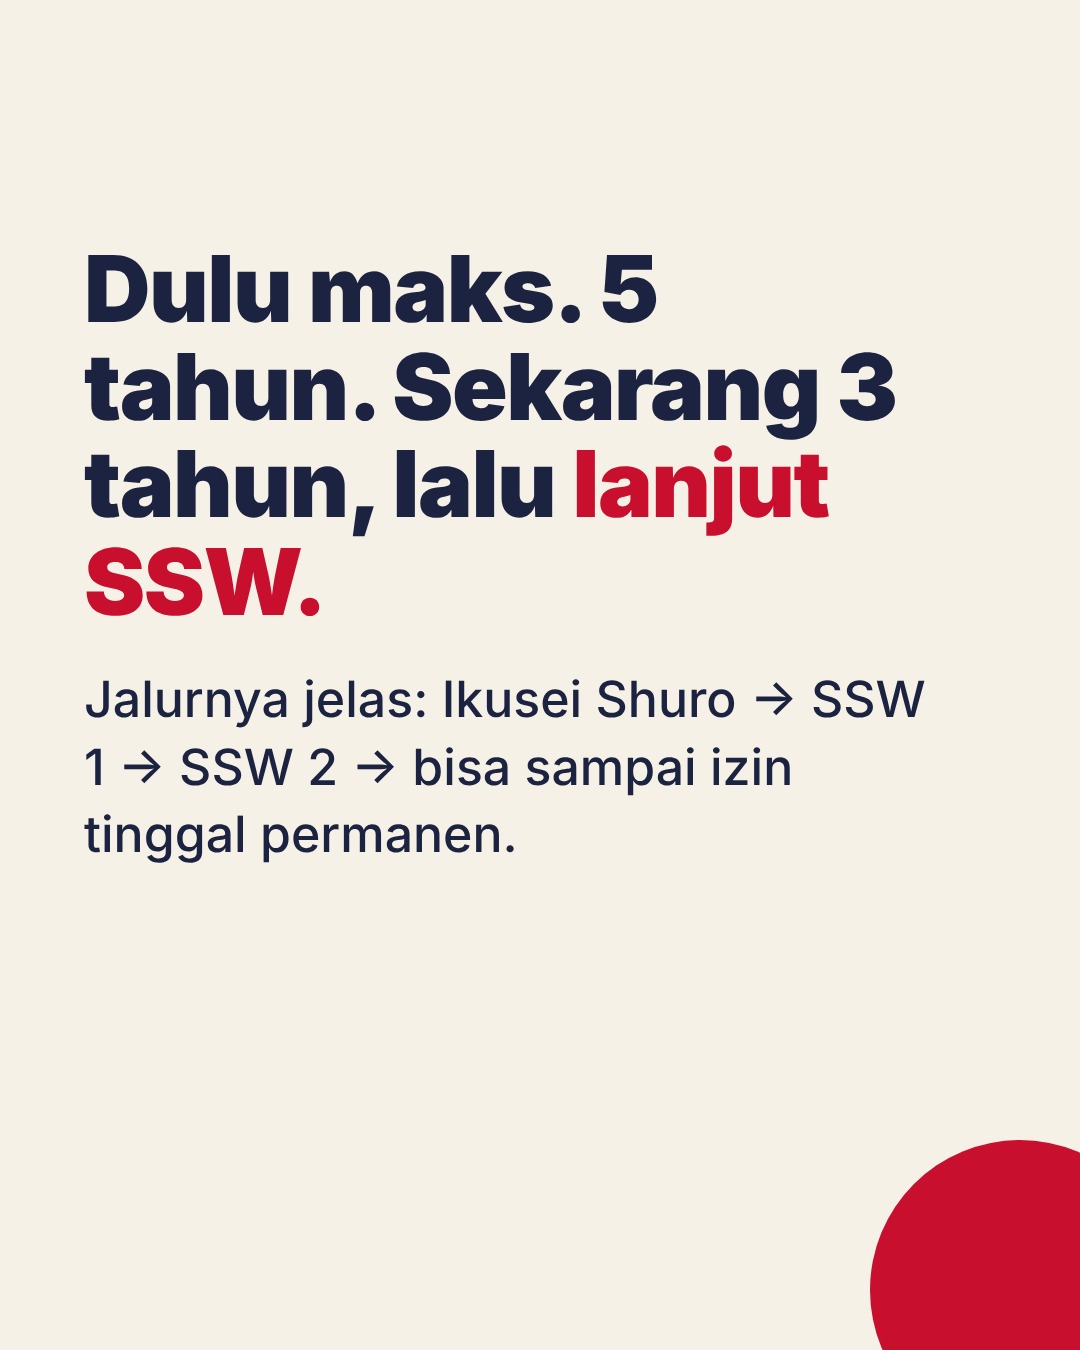 Dulu maks. 5
tahun. Sekarang 3
tahun, lalu lanjut
SSW.
Jalurnya jelas: Ikusei Shuro → SSW
1 → SSW 2 → bisa sampai izin
tinggal permanen.